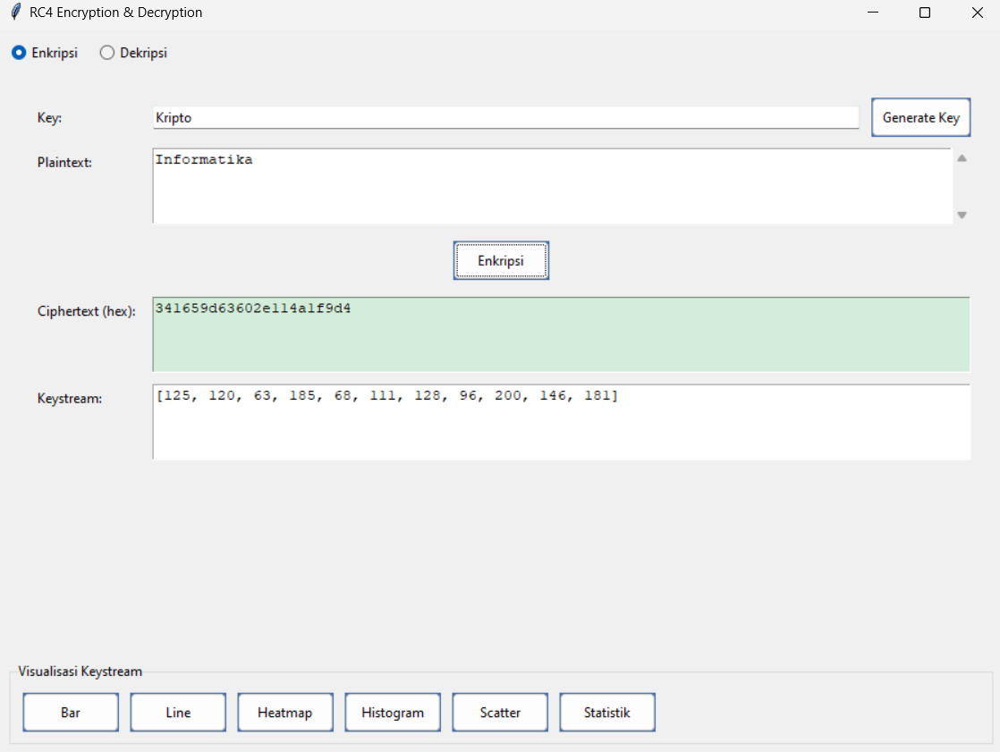 RC4 Encryption & Decryption
Enkripsi Dekripsi
Key: Kripto Generate Key
Plaintext: Informatika
Enkripsi
Ciphertext (hex): 341659d63602e114a1f9d4
Keystream: [125, 120, 63, 185, 68, 111, 128, 96, 200, 146, 181]
Visualisasi Keystream
Bar Line Heatmap Histogram Scatter Statistik